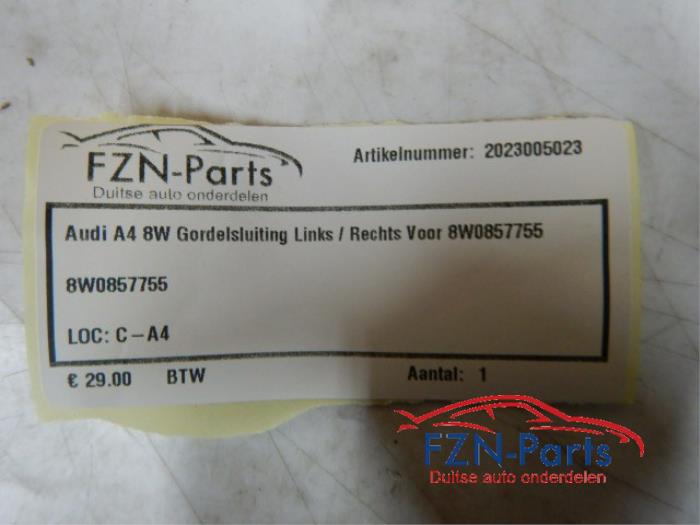 FZN-Parts
Duitse auto onderdelen
Artikelnummer: 2023005023
Audi A4 8W Gordelsluiting Links / Rechts Voor 8W0857755
8W0857755
LOC: C-A4
€ 29.00 BTW Aantal: 1
FZN-Parts
Duitse auto onderdelen